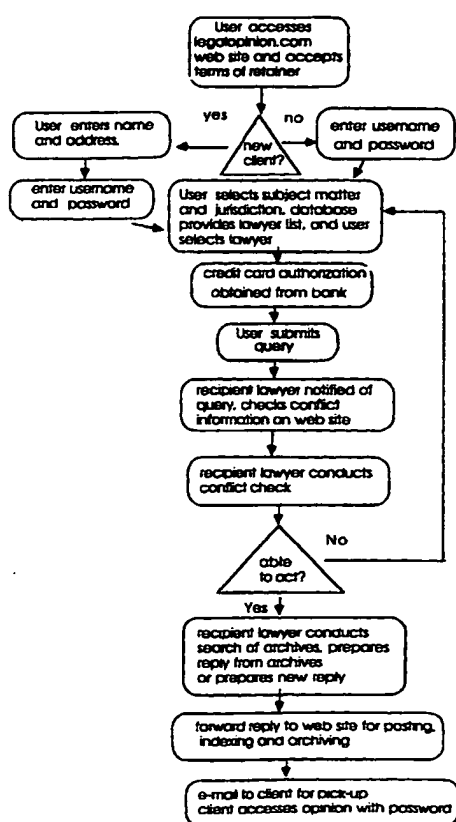 User accesses
legalopinion.com
web site and accepts
terms of retainer
yes
no
User enters name
and address.
new
client?
enter username
and password
enter username
and password
User selects subject matter
and jurisdiction, database
provides lawyer list, and user
selects lawyer
credit card authorization
obtained from bank
User submits
query
recipient lawyer notified of
query, checks conflict
information on web site
recipient lawyer conducts
conflict check
able
to act?
No
Yes
recipient lawyer conducts
search of archives, prepares
reply from archives
or prepares new reply
forward reply to web site for posting,
indexing and archiving
e-mail to client for pick-up
client accesses opinion with password